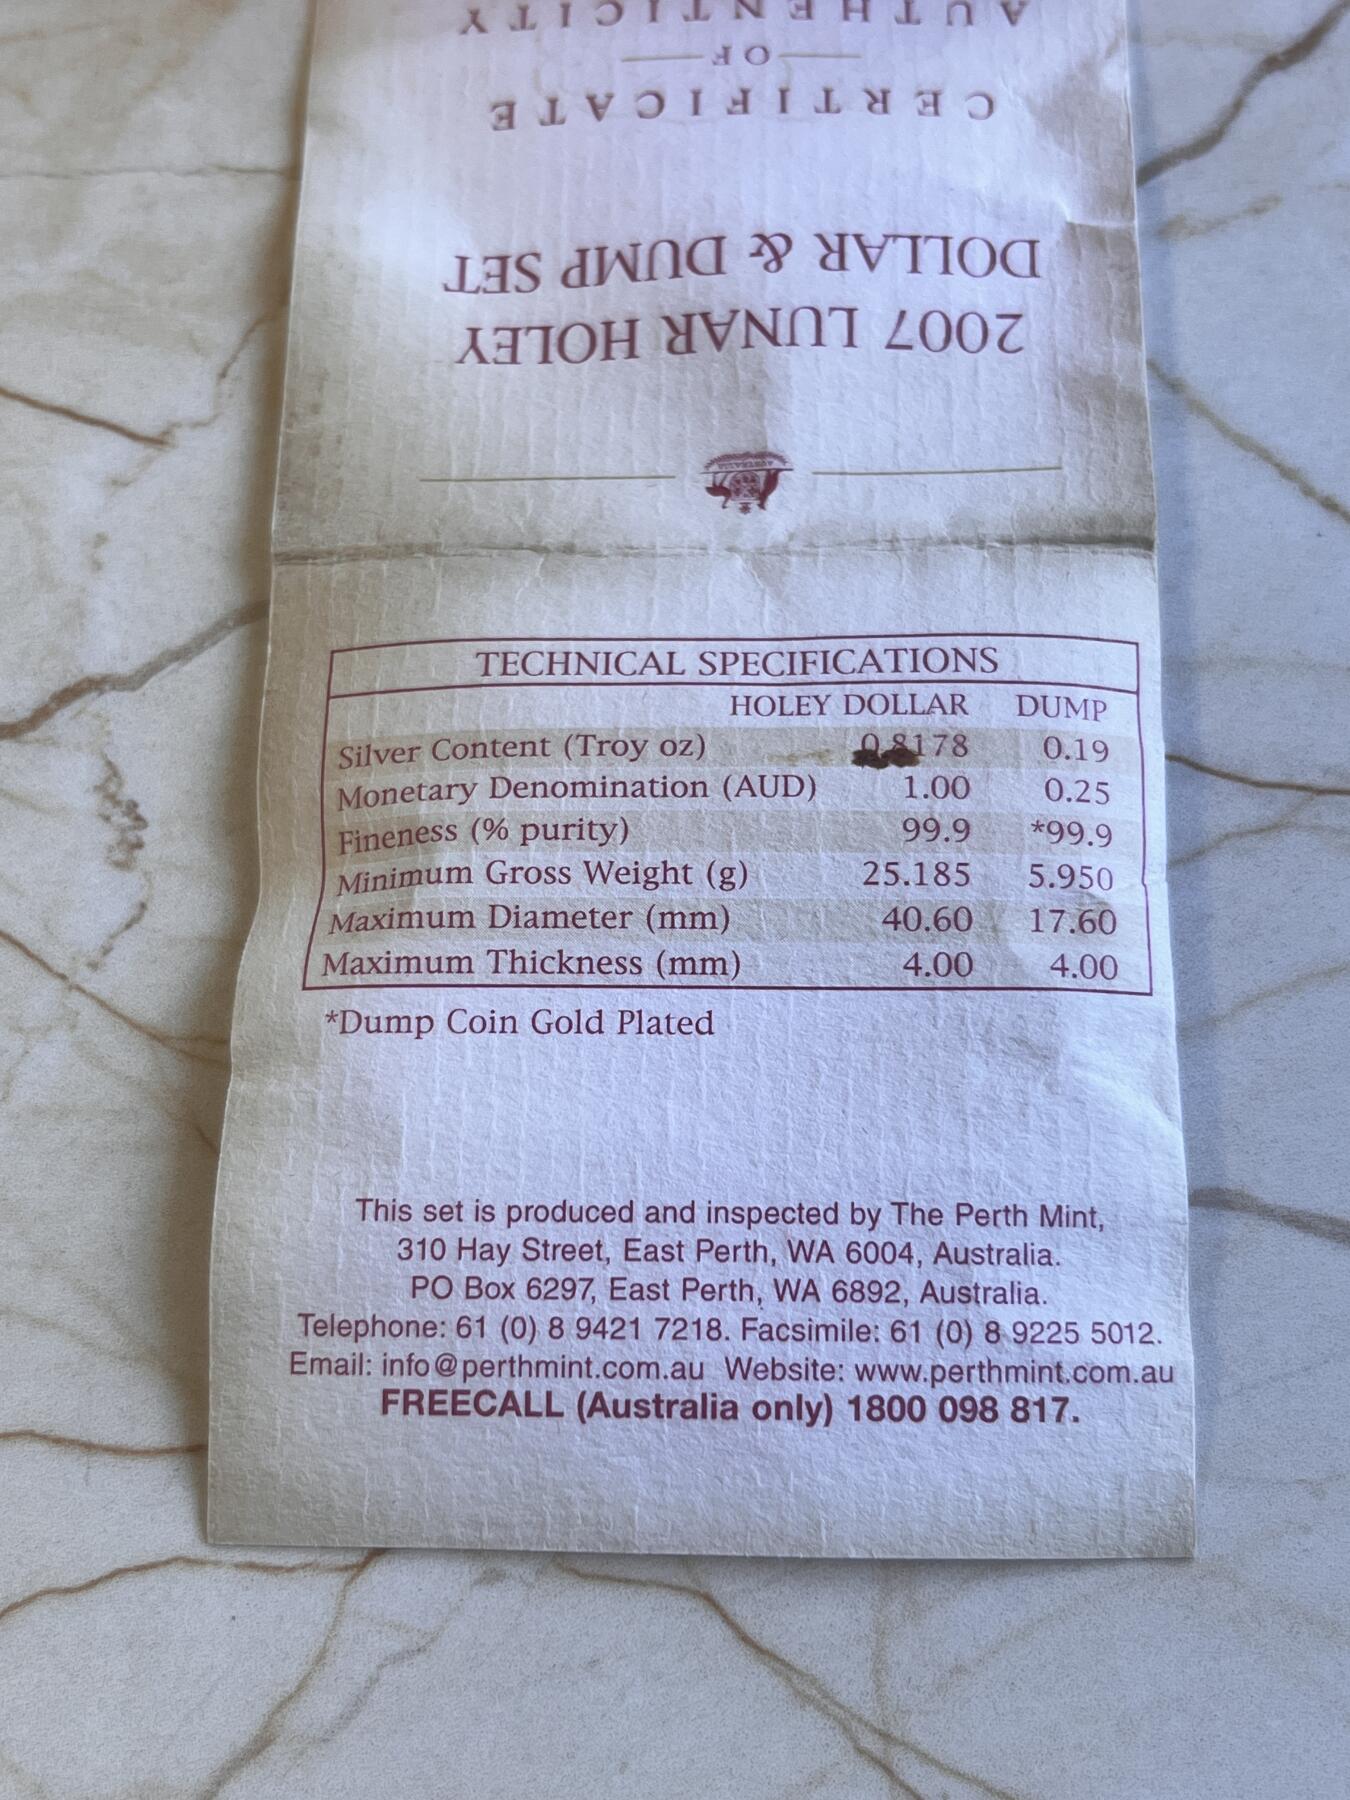 AUTHENTICITY
OF
CERTIFICATE
DOLLAR & DUMP SET
2007 LUNAR HOLEY
AUSTRALIA
TECHNICAL SPECIFICATIONS
HOLEY DOLLAR DUMP
Silver Content (Troy oz) 0.8178 0.19
Monetary Denomination (AUD) 1.00 0.25
Fineness (% purity) 99.9 *99.9
Minimum Gross Weight (g) 25.185 5.950
Maximum Diameter (mm) 40.60 17.60
Maximum Thickness (mm) 4.00 4.00
*Dump Coin Gold Plated
This set is produced and inspected by The Perth Mint,
310 Hay Street, East Perth, WA 6004, Australia.
PO Box 6297, East Perth, WA 6892, Australia.
Telephone: 61 (0) 8 9421 7218. Facsimile: 61 (0) 8 9225 5012.
Email: info@perthmint.com.au Website: www.perthmint.com.au
FREECALL (Australia only) 1800 098 817.